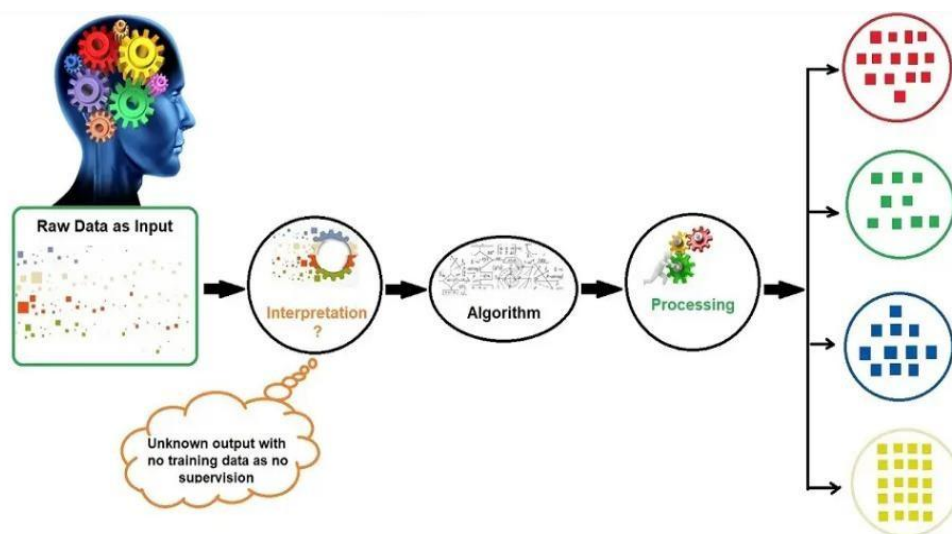 Raw Data as Input
Interpretation
?
Algorithm
Processing
Unknown output with
no training data as no
supervision